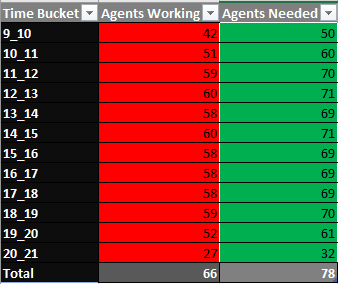 Time Bucket Agents Working Agents Needed
9_10 42 50
10_11 51 60
11_12 59 70
12_13 60 71
13_14 58 69
14_15 60 71
15_16 58 69
16_17 58 69
17_18 58 69
18_19 59 70
19_20 52 61
20_21 27 32
Total 66 78